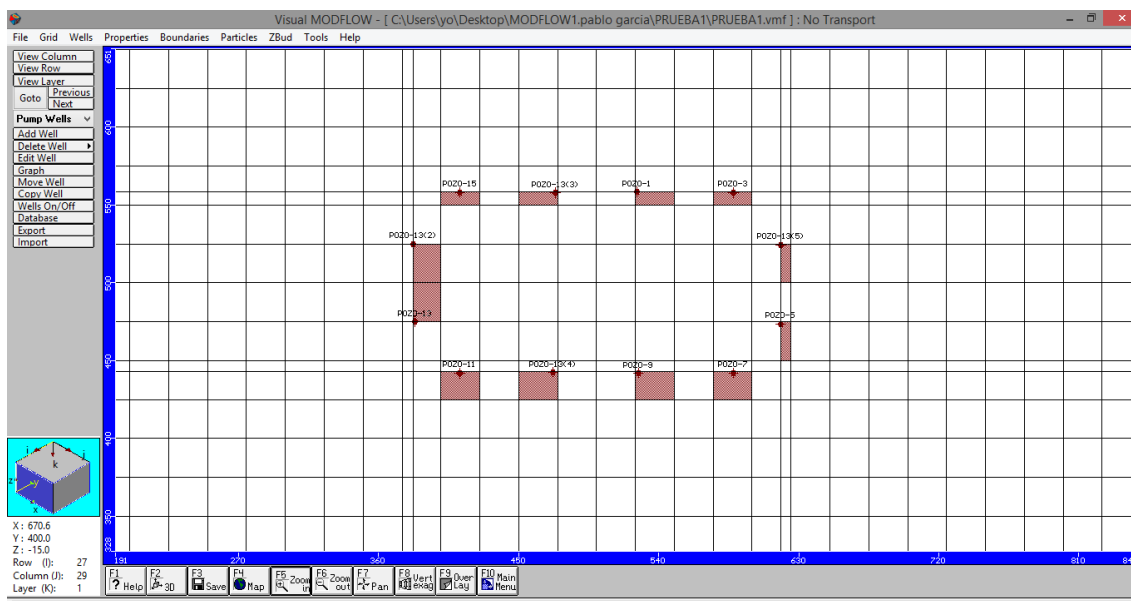 Visual MODFLOW - [ C:\Users\yo\Desktop\MODFLOW1.pablo garcia\PRUEBA1\PRUEBA1.vmf ] : No Transport
File Grid Wells Properties Boundaries Particles ZBud Tools Help
View Column
View Row
View Layer
Goto Previous
Next
Pump Wells
Add Well
Delete Well
Edit Well
Graph
Move Well
Copy Well
Wells On/Off
Database
Export
Import
651
600
550
500
450
400
350
328
POZO-15 POZO-13(3) POZO-1 POZO-3
POZO-13(2) POZO-13(5)
POZO-13 POZO-5
POZO-11 POZO-13(4) POZO-9 POZO-7
k
j
z
y
x
X : 670.6
Y : 400.0
Z : -15.0
Row (I): 27
Column (J): 29
Layer (K): 1
191 270 360 450 540 630 720 810 84
F1 ? Help
F2 3D
F3 Save
F4 Map
F5 Zoom in
F6 Zoom out
F7 Pan
F8 Vert exag
F9 Over Lay
F10 Main Menu